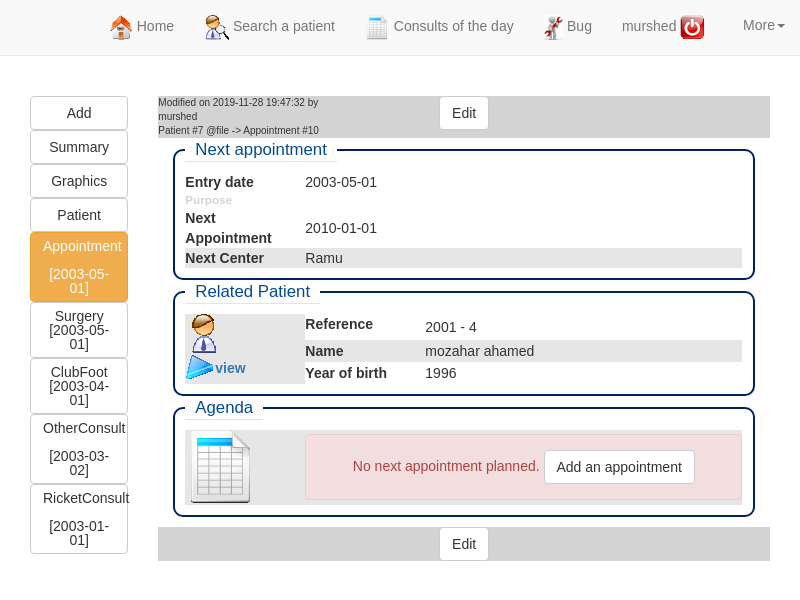 Home Search a patient Consults of the day Bug murshed More
Add
Summary
Graphics
Patient
Appointment
[2003-05-
01]
Surgery
[2003-05-
01]
ClubFoot
[2003-04-
01]
OtherConsult
[2003-03-
02]
RicketConsult
[2003-01-
01]
Modified on 2019-11-28 19:47:32 by
murshed
Patient #7 @file -> Appointment #10
Edit
Next appointment
Entry date 2003-05-01
Purpose
Next
Appointment 2010-01-01
Next Center Ramu
Related Patient
view
Reference 2001 - 4
Name mozahar ahamed
Year of birth 1996
Agenda
No next appointment planned. Add an appointment
Edit